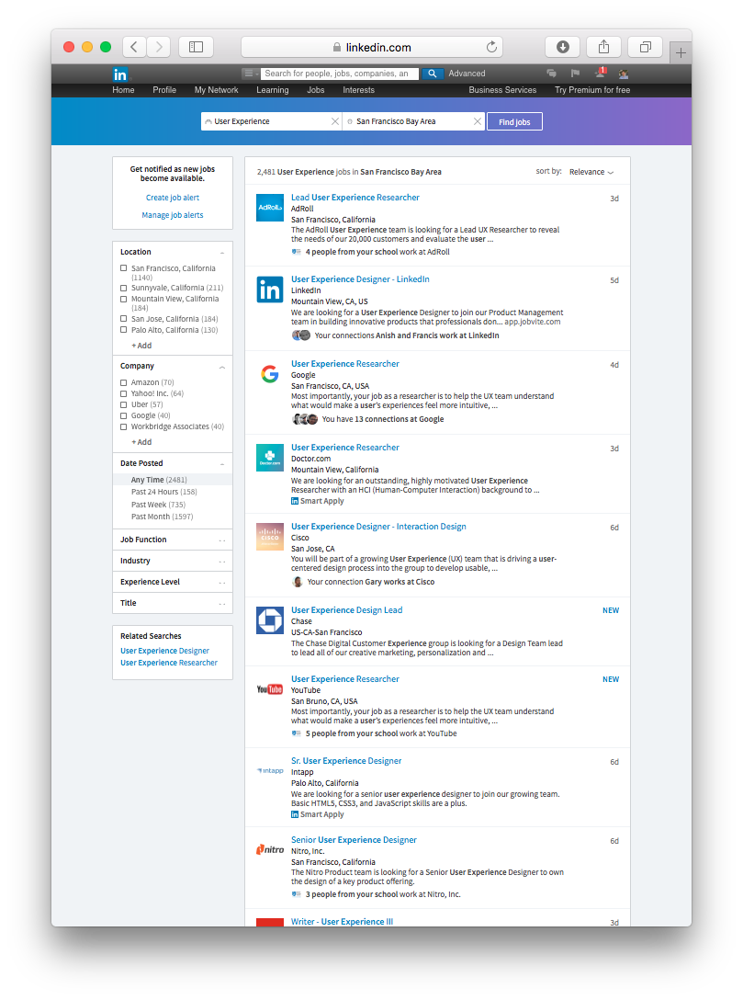 linkedin.com
in
Search for people, jobs, companies, an
Advanced
1
Home Profile My Network Learning Jobs Interests Business Services Try Premium for free
User Experience
San Francisco Bay Area
Find jobs
Get notified as new jobs
become available.
Create job alert
Manage job alerts
Location
San Francisco, California
(1140)
Sunnyvale, California (211)
Mountain View, California
(184)
San Jose, California (184)
Palo Alto, California (130)
+ Add
Company
Amazon (70)
Yahoo! Inc. (64)
Uber (57)
Google (40)
Workbridge Associates (40)
+ Add
Date Posted
Any Time (2481)
Past 24 Hours (158)
Past Week (735)
Past Month (1597)
Job Function
Industry
Experience Level
Title
Related Searches
User Experience Designer
User Experience Researcher
2,481 User Experience jobs in San Francisco Bay Area
sort by: Relevance
AdRoll
Lead User Experience Researcher
3d
AdRoll
San Francisco, California
The AdRoll User Experience team is looking for a Lead UX Researcher to reveal
the needs of our 20,000 customers and evaluate the user ...
4 people from your school work at AdRoll
in
User Experience Designer - LinkedIn
5d
LinkedIn
Mountain View, CA, US
We are looking for a User Experience Designer to join our Product Management
team in building innovative products that professionals don... app.jobvite.com
Your connections Anish and Francis work at LinkedIn
G
User Experience Researcher
4d
Google
San Francisco, CA, USA
Most importantly, your job as a researcher is to help the UX team understand
what would make a user's experiences feel more intuitive, ...
You have 13 connections at Google
Doctor.com
User Experience Researcher
3d
Doctor.com
Mountain View, California
We are looking for an outstanding, highly motivated User Experience
Researcher with an HCI (Human-Computer Interaction) background to ...
in Smart Apply
CISCO
User Experience Designer - Interaction Design
6d
Cisco
San Jose, CA
You will be part of a growing User Experience (UX) team that is driving a user-
centered design process into the group to develop usable, ...
Your connection Gary works at Cisco
User Experience Design Lead
NEW
Chase
US-CA-San Francisco
The Chase Digital Customer Experience group is looking for a Design Team lead
to lead all of our creative marketing, personalization and ...
YouTube
User Experience Researcher
NEW
YouTube
San Bruno, CA, USA
Most importantly, your job as a researcher is to help the UX team understand
what would make a user's experiences feel more intuitive, ...
5 people from your school work at YouTube
intapp
Sr. User Experience Designer
6d
Intapp
Palo Alto, California
We are looking for a senior user experience designer to join our growing team.
Basic HTML5, CSS3, and JavaScript skills are a plus.
in Smart Apply
nitro
Senior User Experience Designer
6d
Nitro, Inc.
San Francisco, California
The Nitro Product team is looking for a Senior User Experience Designer to own
the design of a key product offering.
3 people from your school work at Nitro, Inc.
Writer - User Experience III
3d